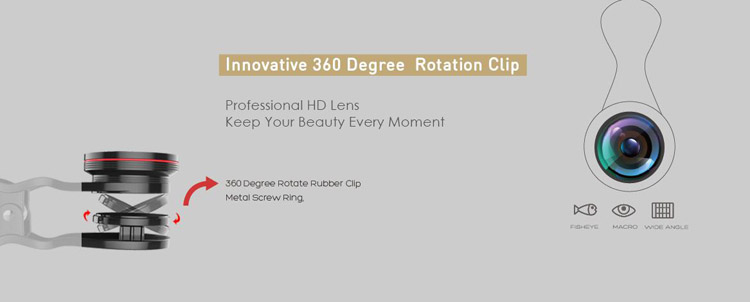 Innovative 360 Degree Rotation Clip
Professional HD Lens
Keep Your Beauty Every Moment
360 Degree Rotate Rubber Clip
Metal Screw Ring,
FISHEYE MACRO WIDE ANGLE